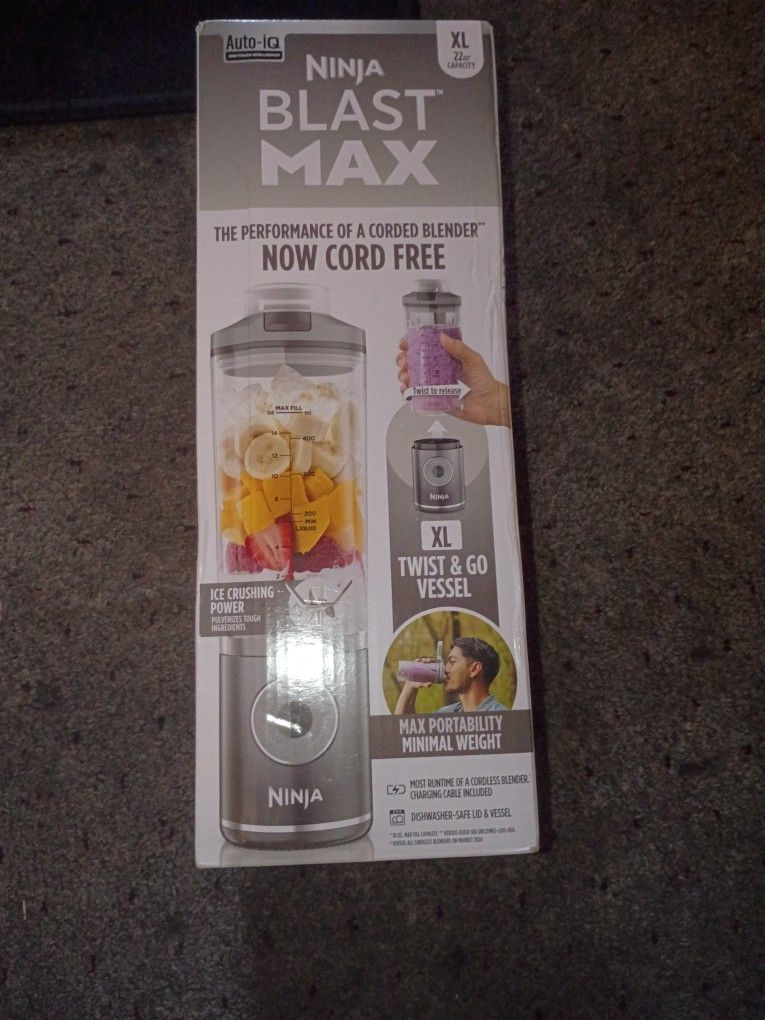 Auto-iQ
XL
22oz
CAPACITY
NINJA
BLAST™
MAX
THE PERFORMANCE OF A CORDED BLENDER**
NOW CORD FREE
MAX FILL
oz ml
14 400
12
10 300
8
200
MIN
LIQUID
2
Twist to release
NINJA
XL
TWIST & GO
VESSEL
ICE CRUSHING
POWER
PULVERIZES TOUGH
INGREDIENTS
MAX PORTABILITY
MINIMAL WEIGHT
NINJA
MOST RUNTIME OF A CORDLESS BLENDER.
CHARGING CABLE INCLUDED
DISHWASHER-SAFE LID & VESSEL